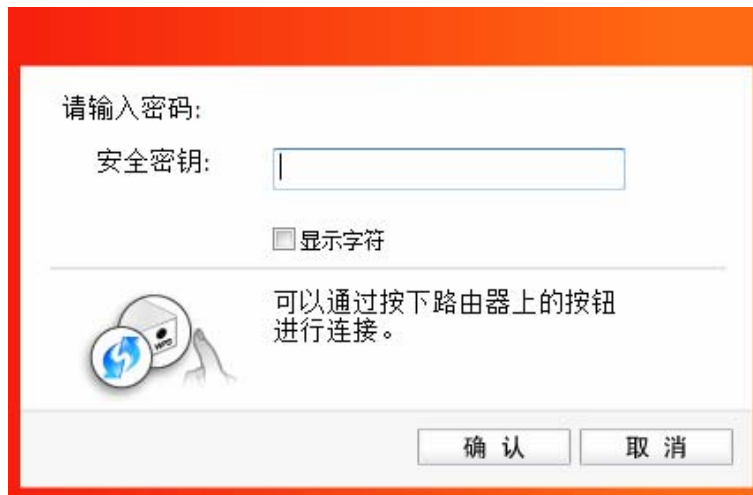 请输入密码:
安全密钥:
显示字符
可以通过按下路由器上的按钮
进行连接。
WPS
确 认
取 消